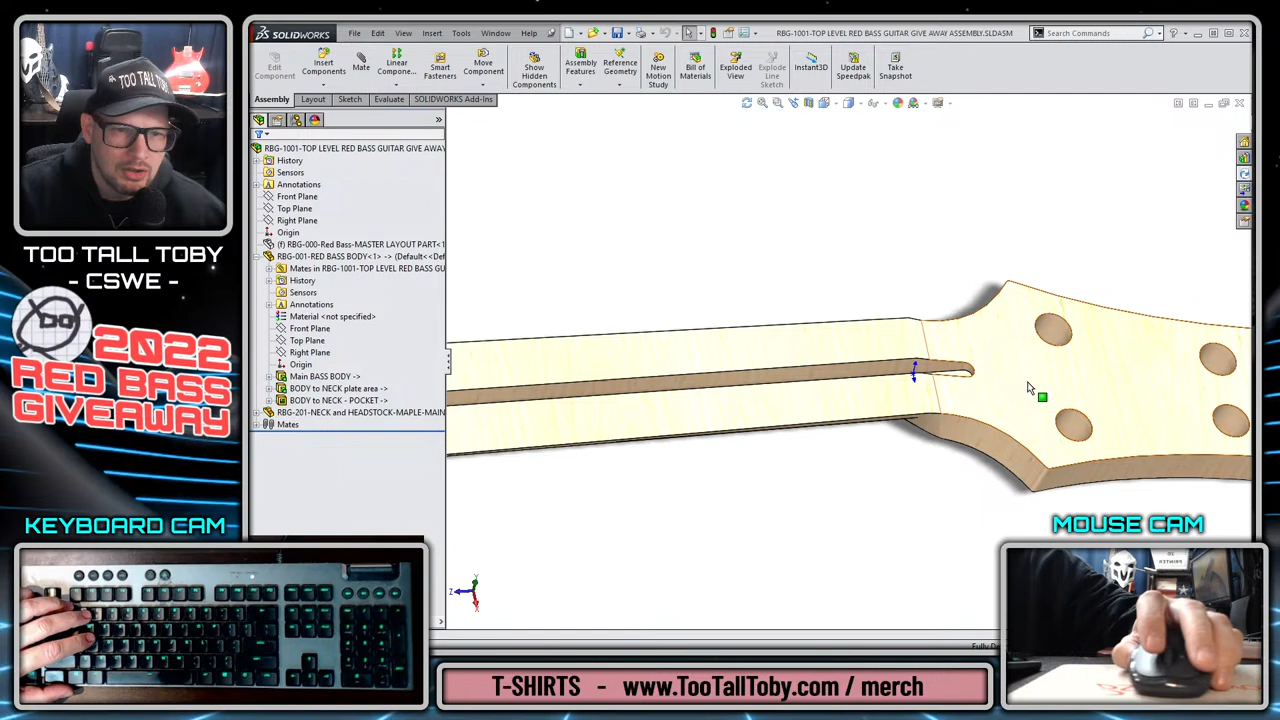 SOLIDWORKS
File Edit View Insert Tools Window Help
RBG-1001-TOP LEVEL RED BASS GUITAR GIVE AWAY ASSEMBLY.SLDASM
Search Commands
Edit Component
Insert Components
Mate
Linear Compone...
Smart Fasteners
Move Component
Show Hidden Components
Assembly Features
Reference Geometry
New Motion Study
Bill of Materials
Exploded View
Explode Line Sketch
Instant3D
Update Speedpak
Take Snapshot
Assembly Layout Sketch Evaluate SOLIDWORKS Add-Ins
RBG-1001-TOP LEVEL RED BASS GUITAR GIVE AWAY
History
Sensors
Annotations
Front Plane
Top Plane
Right Plane
Origin
(f) RBG-000-Red Bass-MASTER LAYOUT PART<1
RBG-001-RED BASS BODY<1> -> (Default<<Def
Mates in RBG-1001-TOP LEVEL RED BASS GU
History
Sensors
Annotations
Material <not specified>
Front Plane
Top Plane
Right Plane
Origin
Main BASS BODY ->
BODY to NECK plate area ->
BODY to NECK - POCKET ->
RBG-201-NECK and HEADSTOCK-MAPLE-MAIN
Mates
Z
Y
X
TOO TALL TOBY
TOO TALL TOBY
- CSWE -
2022
RED BASS
GIVEAWAY
KEYBOARD CAM
MOUSE CAM
T-SHIRTS - www.TooTallToby.com / merch